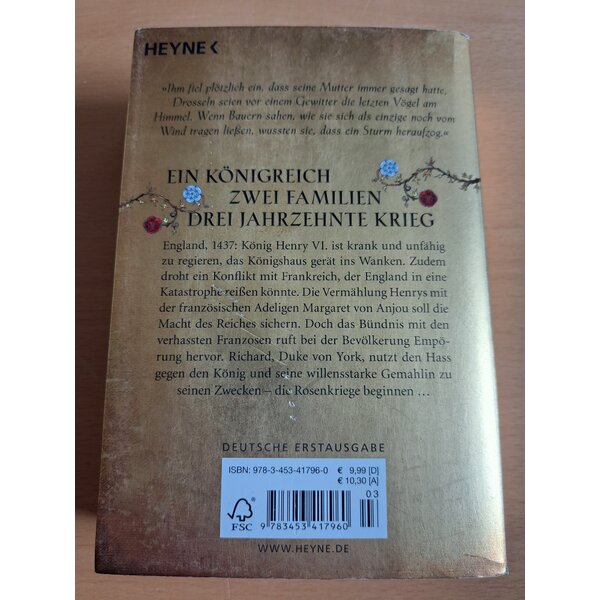 HEYNE <
»Ihm fiel plötzlich ein, dass seine Mutter immer gesagt hatte,
Drosseln seien vor einem Gewitter die letzten Vögel am
Himmel. Wenn Bauern sahen, wie sie sich als einzige noch vom
Wind tragen ließen, wussten sie, dass ein Sturm heraufzog.«
EIN KÖNIGREICH
ZWEI FAMILIEN
DREI JAHRZEHNTE KRIEG
England, 1437: König Henry VI. ist krank und unfähig
zu regieren, das Königshaus gerät ins Wanken. Zudem
droht ein Konflikt mit Frankreich, der England in eine
Katastrophe reißen könnte. Die Vermählung Henrys mit
der französischen Adeligen Margaret von Anjou soll die
Macht des Reiches sichern. Doch das Bündnis mit den
verhassten Franzosen ruft bei der Bevölkerung Empö-
rung hervor. Richard, Duke von York, nutzt den Hass
gegen den König und seine willensstarke Gemahlin zu
seinen Zwecken – die Rosenkriege beginnen …
DEUTSCHE ERSTAUSGABE
ISBN: 978-3-453-41796-0 € 9,99 [D]
€ 10,30 [A]
0 3
FSC
9 783453 417960
WWW.HEYNE.DE